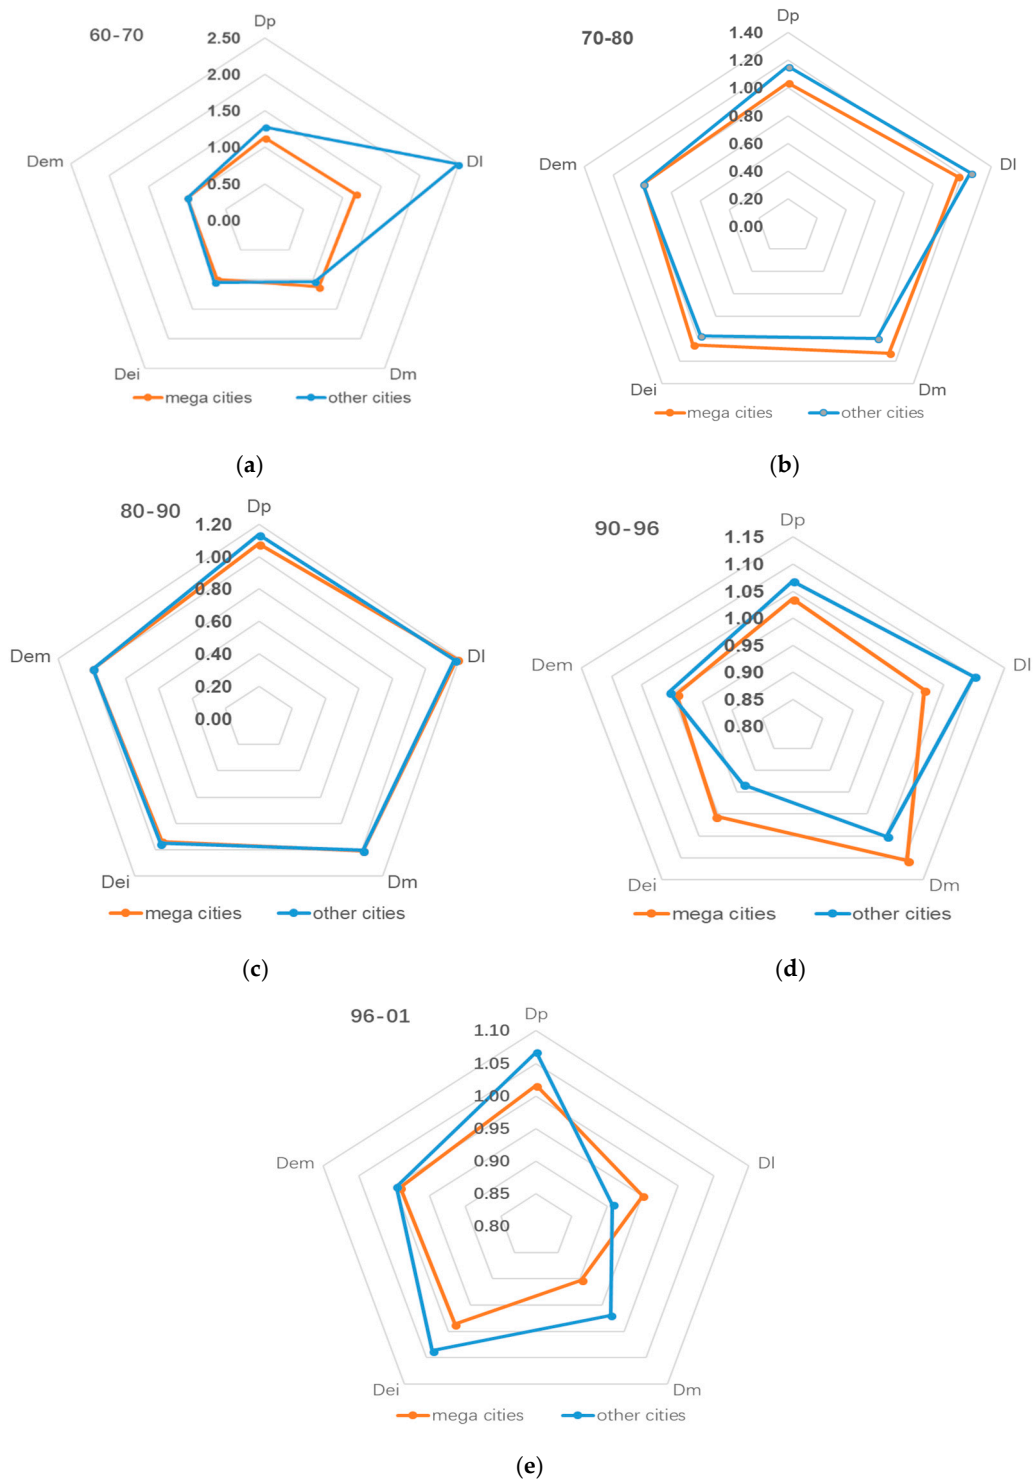 60-70
Dp
2.50
2.00
1.50
1.00
0.50
0.00
Dem
Dl
Dei
Dm
mega cities other cities
(a)
70-80
Dp
1.40
1.20
1.00
0.80
0.60
0.40
0.20
0.00
Dem
Dl
Dei
Dm
mega cities other cities
(b)
80-90
Dp
1.20
1.00
0.80
0.60
0.40
0.20
0.00
Dem
Dl
Dei
Dm
mega cities other cities
(c)
90-96
Dp
1.15
1.10
1.05
1.00
0.95
0.90
0.85
0.80
Dem
Dl
Dei
Dm
mega cities other cities
(d)
96-01
Dp
1.10
1.05
1.00
0.95
0.90
0.85
0.80
Dem
Dl
Dei
Dm
mega cities other cities
(e)